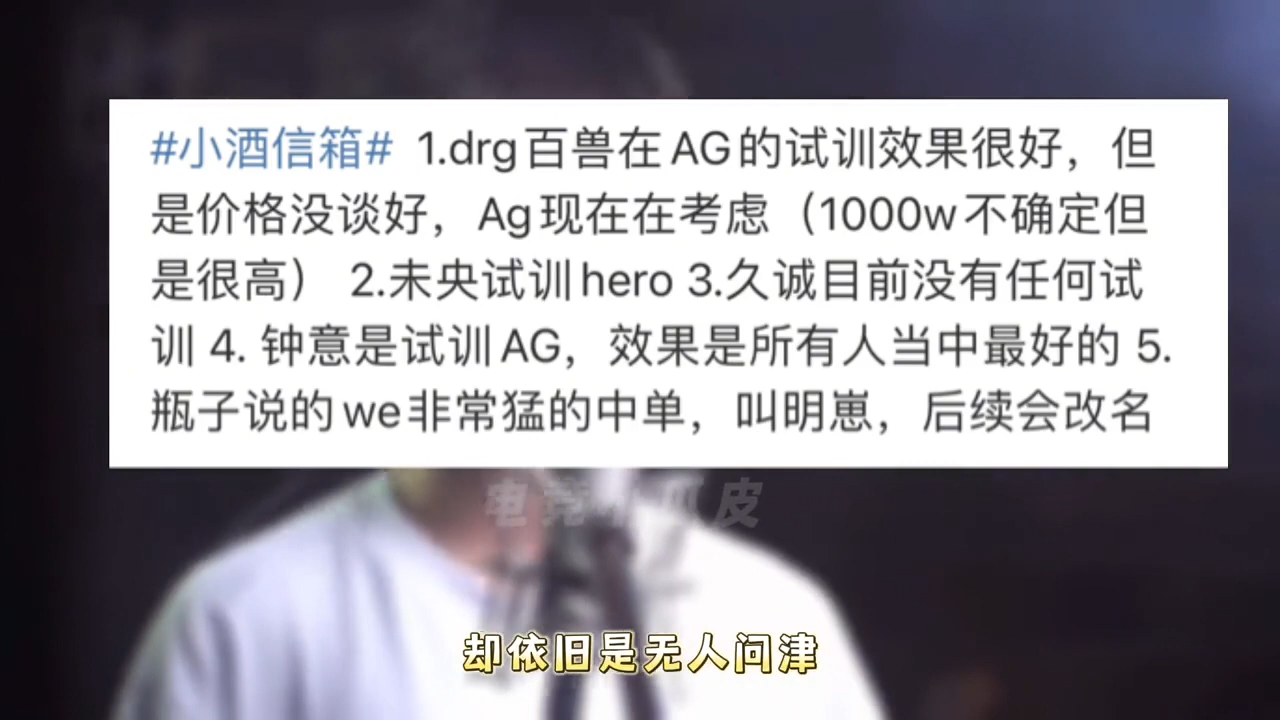 #小酒信箱# 1.drg百兽在AG的试训效果很好，但
是价格没谈好，Ag现在在考虑（1000w不确定但
是很高） 2.未央试训hero 3.久诚目前没有任何试
训 4. 钟意是试训AG，效果是所有人当中最好的 5.
瓶子说的we非常猛的中单，叫明崽，后续会改名
电竞小叮皮
却依旧是无人问津